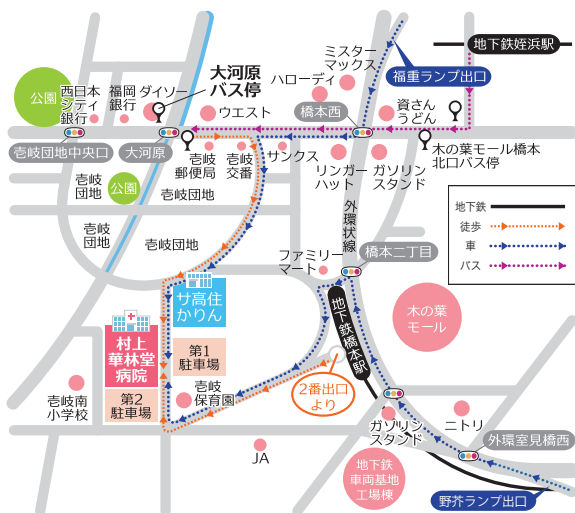 地下鉄姪浜駅
ミスター
マックス
福重ランプ出口
大河原
バス停
ハローデイ
公園
西日本
シティ
銀行
福岡
銀行
ダイソー
ウエスト
橋本西
資さん
うどん
壱岐団地中央口
大河原
壱岐
郵便局
壱岐
交番
サンクス
リンガー
ハット
ガソリン
スタンド
木の葉モール橋本
北口バス停
壱岐
団地
公園
壱岐団地
外環状線
地下鉄
徒歩
車
バス
壱岐
団地
壱岐団地
ファミリー
マート
橋本二丁目
サ高住
かりん
地下鉄橋本駅
木の葉
モール
村上
華林堂
病院
第1
駐車場
第2
駐車場
壱岐
保育園
2番出口
より
壱岐南
小学校
ガソリン
スタンド
ニトリ
外環室見橋西
JA
地下鉄
車両基地
工場棟
野芥ランプ出口